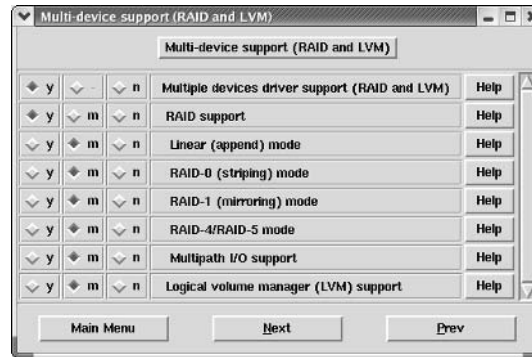 Multi-device support (RAID and LVM)
Multi-device support (RAID and LVM)
y - n Multiple devices driver support (RAID and LVM) Help
y m n RAID support Help
y m n Linear (append) mode Help
y m n RAID-0 (striping) mode Help
y m n RAID-1 (mirroring) mode Help
y m n RAID-4/RAID-5 mode Help
y m n Multipath I/O support Help
y m n Logical volume manager (LVM) support Help
Main Menu Next Prev